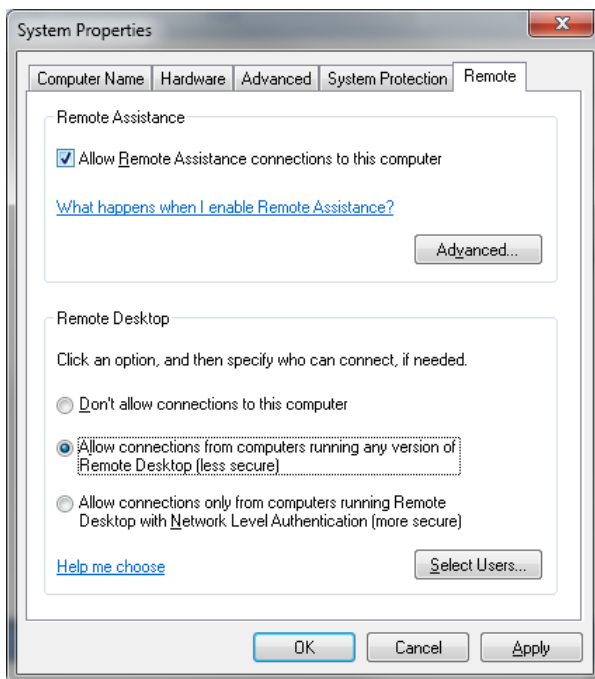 System Properties
Computer Name Hardware Advanced System Protection Remote
Remote Assistance
Allow Remote Assistance connections to this computer
What happens when I enable Remote Assistance?
Advanced...
Remote Desktop
Click an option, and then specify who can connect, if needed.
Don't allow connections to this computer
Allow connections from computers running any version of
Remote Desktop (less secure)
Allow connections only from computers running Remote
Desktop with Network Level Authentication (more secure)
Help me choose
Select Users...
OK Cancel Apply